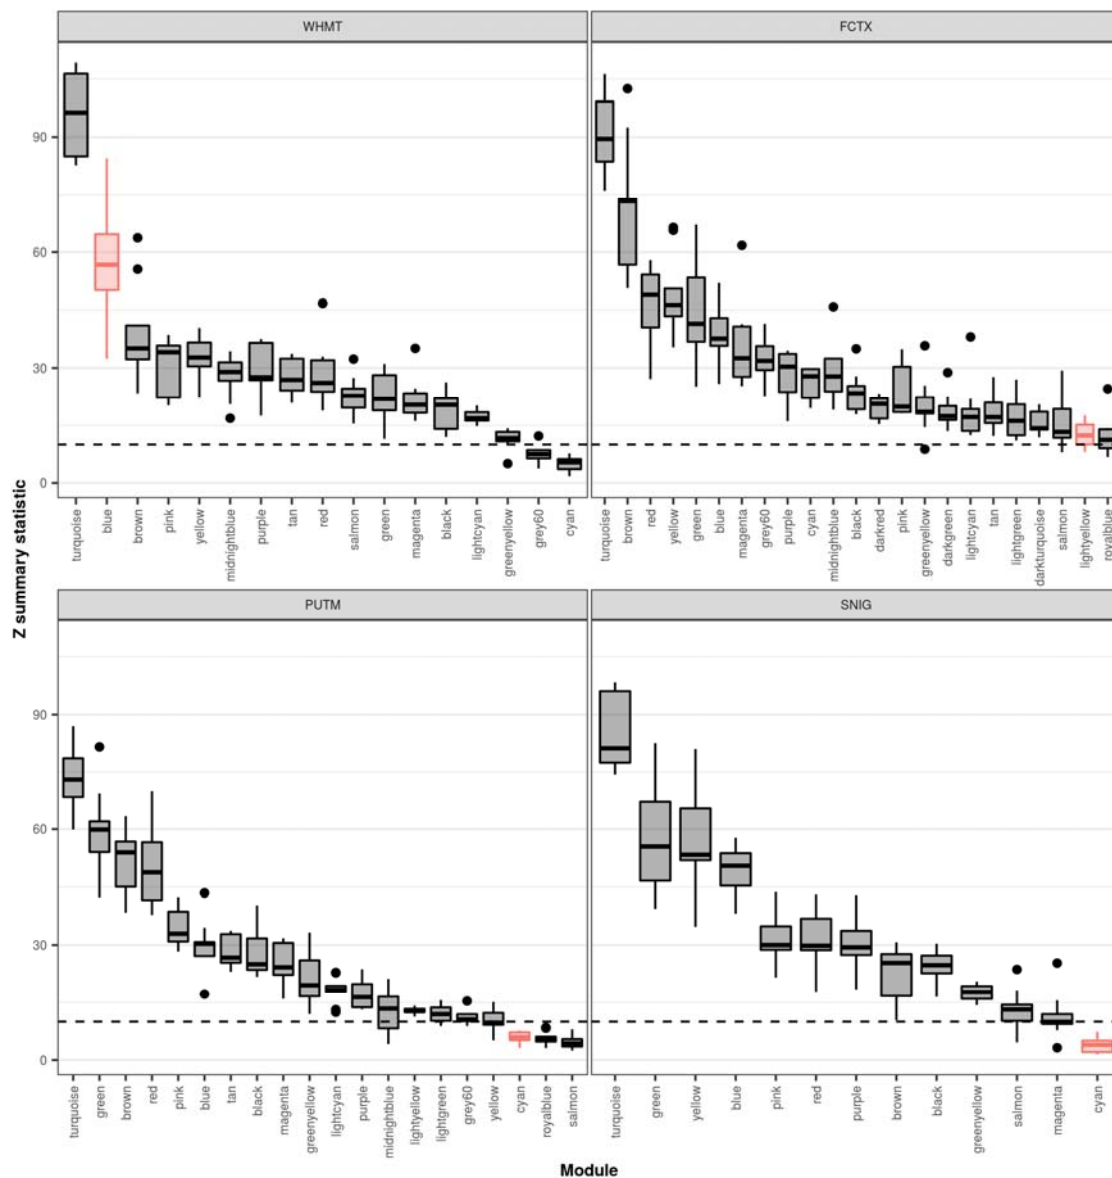 WHMT
FCTX
90
60
30
0
turquoise
blue
brown
pink
yellow
midnightblue
purple
tan
red
salmon
green
magenta
black
lightcyan
greenyellow
grey60
cyan
turquoise
brown
red
yellow
green
blue
magenta
grey60
purple
cyan
midnightblue
black
darkred
pink
greenyellow
darkgreen
lightcyan
tan
lightgreen
darkturquoise
salmon
lightyellow
royalblue
Z summary statistic
PUTM
SNIG
90
60
30
0
turquoise
green
brown
red
pink
blue
tan
black
magenta
greenyellow
lightcyan
purple
midnightblue
lightyellow
lightgreen
grey60
yellow
cyan
royalblue
salmon
turquoise
green
yellow
blue
pink
red
purple
brown
black
greenyellow
salmon
magenta
cyan
Module